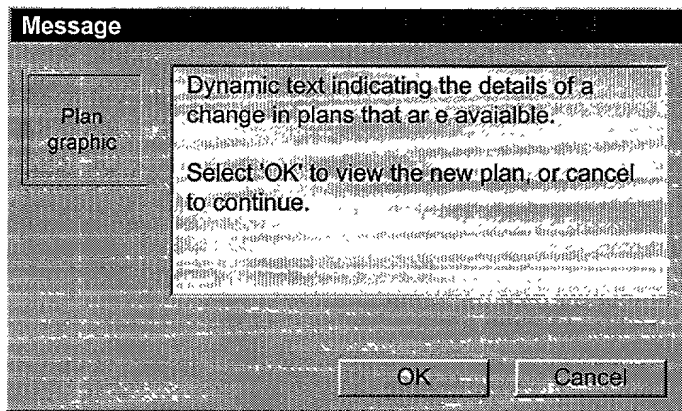 Message
Plan
graphic
Dynamic text indicating the details of a
change in plans that ar e avaialble.
Select 'OK' to view the new plan, or cancel
to continue.
OK
Cancel